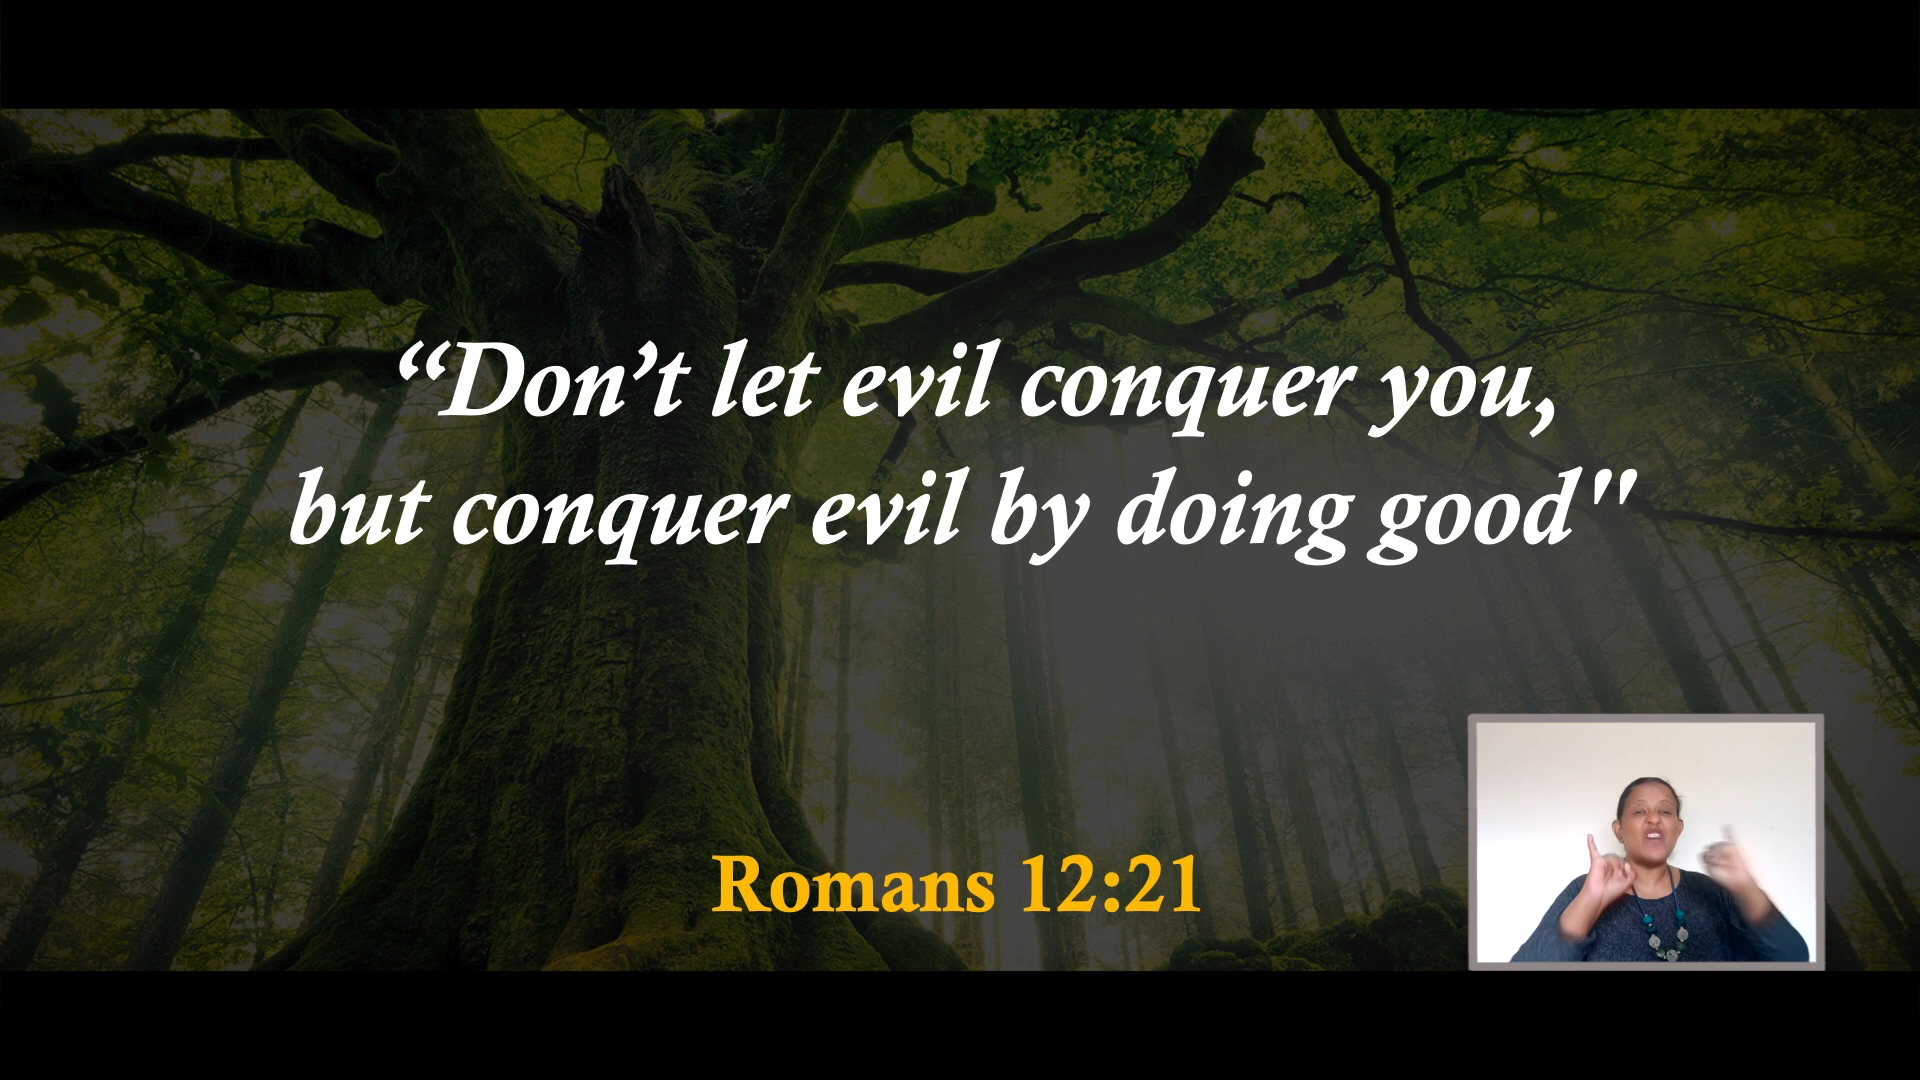 “Don’t let evil conquer you,
but conquer evil by doing good"
Romans 12:21